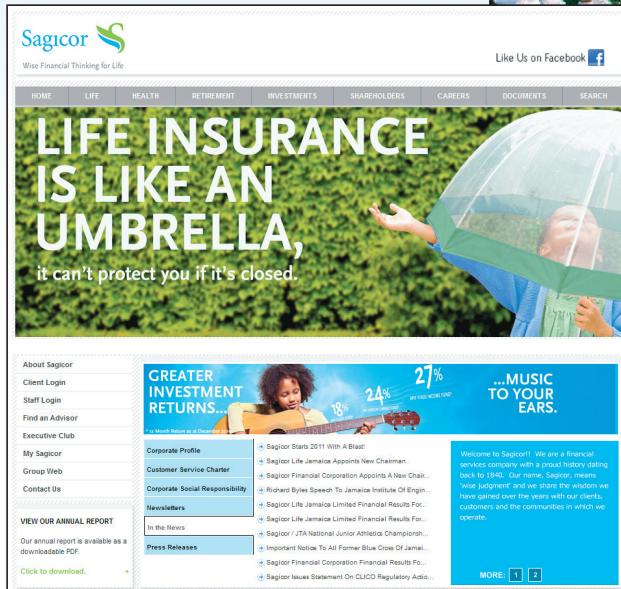 Sagicor
Wise Financial Thinking for Life
Like Us on Facebook
HOME LIFE HEALTH RETIREMENT INVESTMENTS SHAREHOLDERS CAREERS DOCUMENTS SEARCH
LIFE INSURANCE
IS LIKE AN
UMBRELLA,
it can't protect you if it's closed.
About Sagicor
Client Login
Staff Login
Find an Advisor
Executive Club
My Sagicor
Group Web
Contact Us
VIEW OUR ANNUAL REPORT
Our annual report is available as a
downloadable PDF.
Click to download.
GREATER
INVESTMENT
RETURNS...
* 12 Month Return as at December
18%
24%
27%
...MUSIC
TO YOUR
EARS.
Corporate Profile
Customer Service Charter
Corporate Social Responsibility
Newsletters
In the News
Press Releases
Sagicor Starts 2011 With A Blast!
Sagicor Life Jamaica Appoints New Chairman
Sagicor Financial Corporation Appoints A New Chair...
Richard Byles Speech To Jamaica Institute Of Engin...
Sagicor Life Jamaica Limited Financial Results For...
Sagicor Life Jamaica Limited Financial Results For...
Sagicor / JTA National Junior Athletics Championsh...
Important Notice To All Former Blue Cross Of Jamai...
Sagicor Financial Corporation Financial Results Fo...
Sagicor Issues Statement On CLICO Regulatory Actio...
Welcome to Sagicor!! We are a financial
services company with a proud history dating
back to 1840. Our name, Sagicor, means
'wise judgment' and we share the wisdom we
have gained over the years with our clients,
customers and the communities in which we
operate.
MORE: 1 2